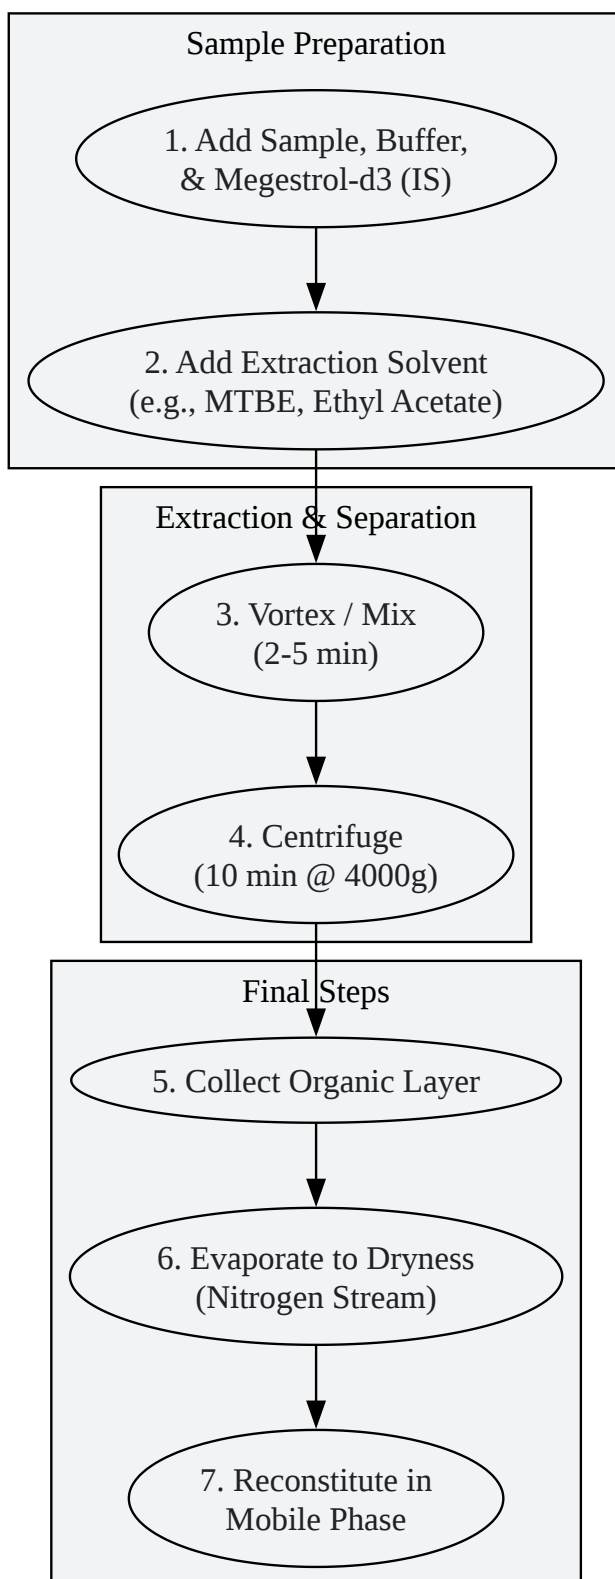 Sample Preparation
1. Add Sample, Buffer,
& Megestrol-d3 (IS)
2. Add Extraction Solvent
(e.g., MTBE, Ethyl Acetate)
Extraction & Separation
3. Vortex / Mix
(2-5 min)
4. Centrifuge
(10 min @ 4000g)
Final Steps
5. Collect Organic Layer
6. Evaporate to Dryness
(Nitrogen Stream)
7. Reconstitute in
Mobile Phase